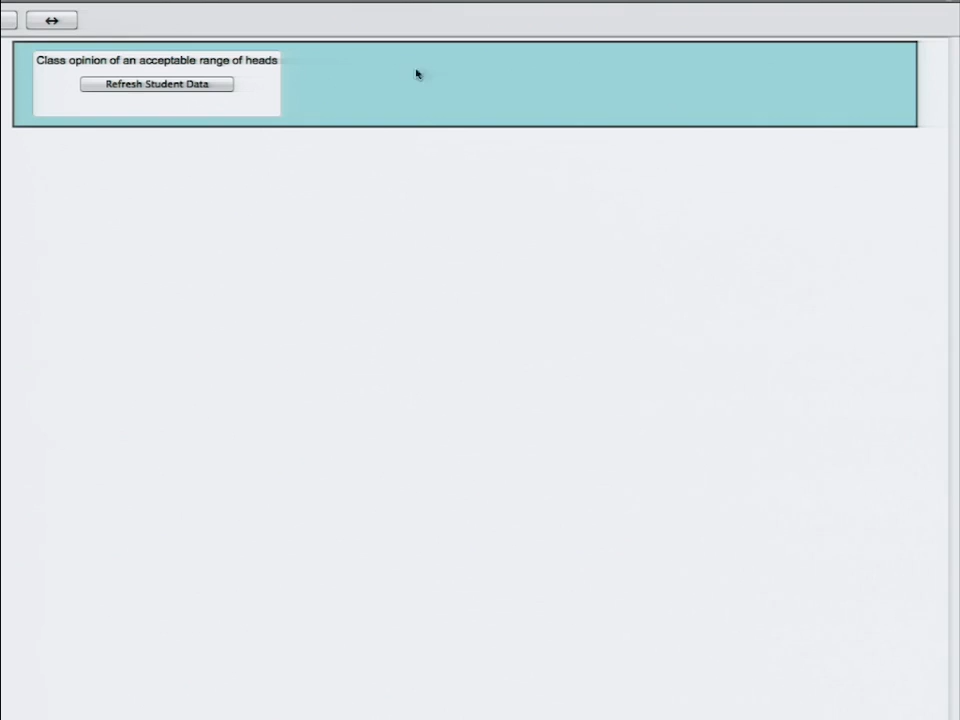 Class opinion of an acceptable range of heads
Refresh Student Data